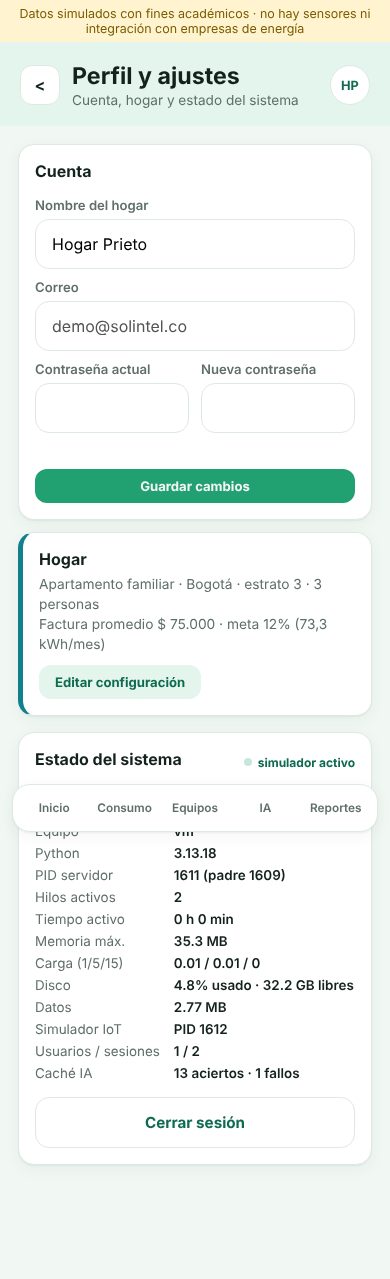 Datos simulados con fines académicos · no hay sensores ni
integración con empresas de energía
<
Perfil y ajustes
Cuenta, hogar y estado del sistema
HP
Cuenta
Nombre del hogar
Hogar Prieto
Correo
demo@solintel.co
Contraseña actual
Nueva contraseña
Guardar cambios
Hogar
Apartamento familiar · Bogotá · estrato 3 · 3
personas
Factura promedio $ 75.000 · meta 12% (73,3
kWh/mes)
Editar configuración
Estado del sistema
simulador activo
Inicio Consumo Equipos IA Reportes
Equipo vm
Python 3.13.18
PID servidor 1611 (padre 1609)
Hilos activos 2
Tiempo activo 0 h 0 min
Memoria máx. 35.3 MB
Carga (1/5/15) 0.01 / 0.01 / 0
Disco 4.8% usado · 32.2 GB libres
Datos 2.77 MB
Simulador IoT PID 1612
Usuarios / sesiones 1 / 2
Caché IA 13 aciertos · 1 fallos
Cerrar sesión